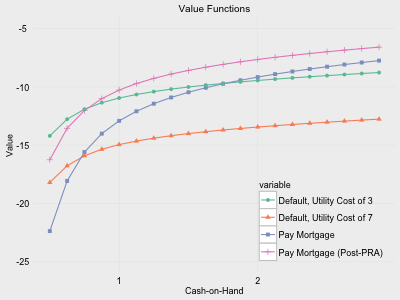 Value Functions
-5
-10
-15
-20
-25
Value
1
2
Cash-on-Hand
variable
Default, Utility Cost of 3
Default, Utility Cost of 7
Pay Mortgage
Pay Mortgage (Post-PRA)